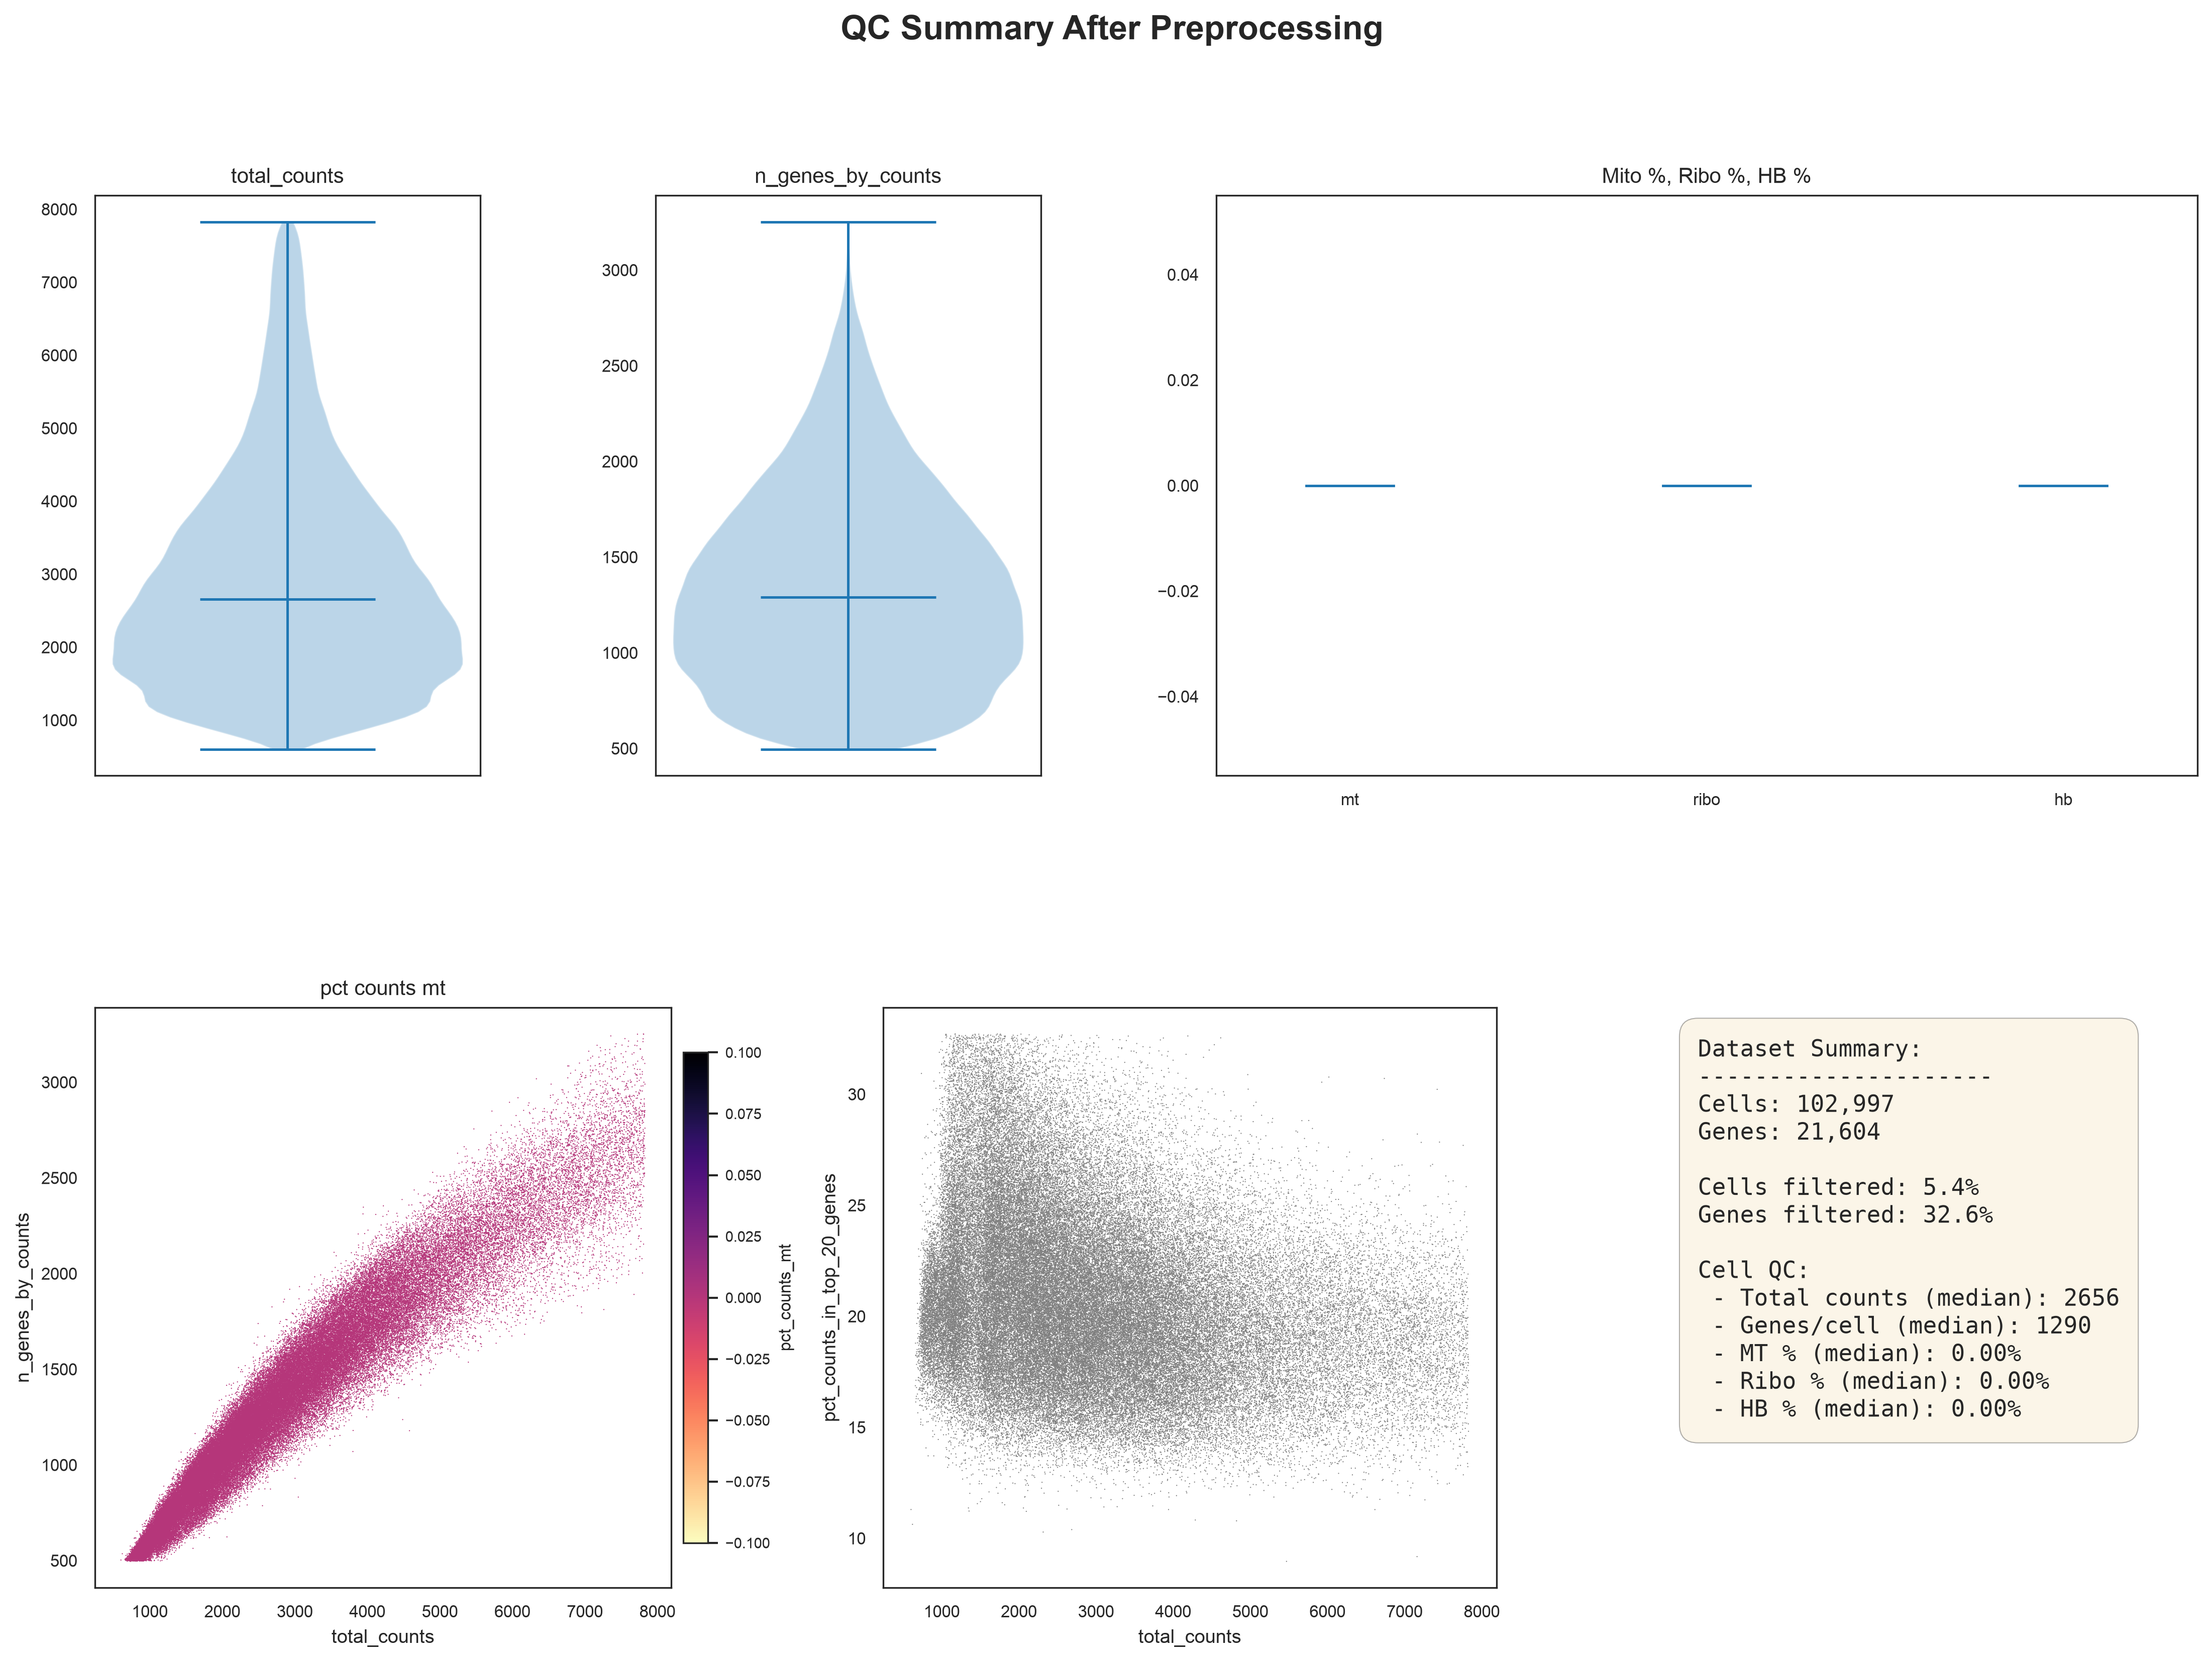 QC Summary After Preprocessing
total_counts
8000
7000
6000
5000
4000
3000
2000
1000
n_genes_by_counts
3000
2500
2000
1500
1000
500
Mito %, Ribo %, HB %
0.04
0.02
0.00
−0.02
−0.04
mt
ribo
hb
pct counts mt
n_genes_by_counts
3000
2500
2000
1500
1000
500
1000
2000
3000
4000
5000
6000
7000
8000
total_counts
0.100
0.075
0.050
0.025
0.000
−0.025
−0.050
−0.075
−0.100
pct_counts_mt
pct_counts_in_top_20_genes
30
25
20
15
10
1000
2000
3000
4000
5000
6000
7000
8000
total_counts
Dataset Summary:
---------------------
Cells: 102,997
Genes: 21,604
Cells filtered: 5.4%
Genes filtered: 32.6%
Cell QC:
- Total counts (median): 2656
- Genes/cell (median): 1290
- MT % (median): 0.00%
- Ribo % (median): 0.00%
- HB % (median): 0.00%